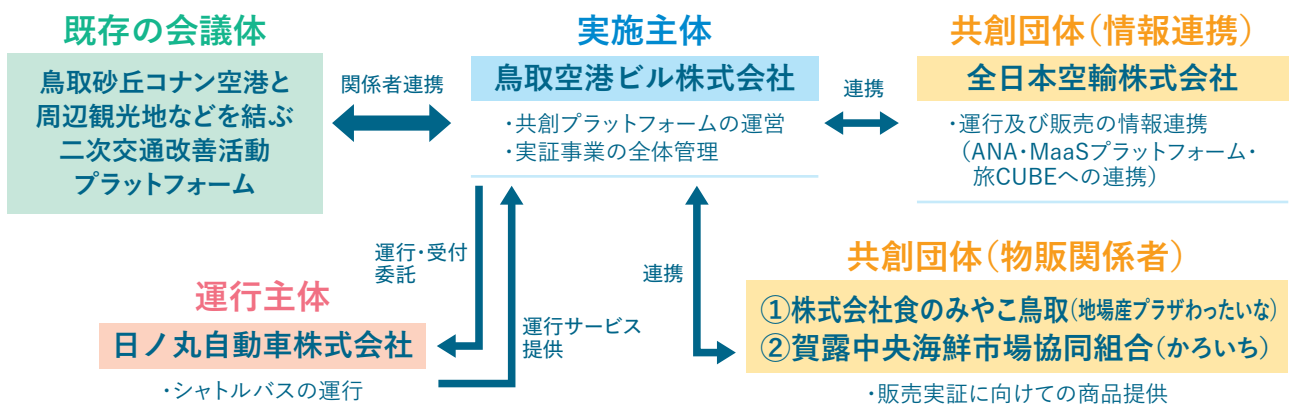 既存の会議体
鳥取砂丘コナン空港と
周辺観光地などを結ぶ
二次交通改善活動
プラットフォーム
関係者連携
実施主体
鳥取空港ビル株式会社
・共創プラットフォームの運営
・実証事業の全体管理
連携
共創団体(情報連携)
全日本空輸株式会社
・運行及び販売の情報連携
(ANA・MaaSプラットフォーム・
旅CUBEへの連携)
運行・受付
委託
運行サービス
提供
連携
運行主体
日ノ丸自動車株式会社
・シャトルバスの運行
共創団体(物販関係者)
①株式会社食のみやこ鳥取(地場産プラザわったいな)
②賀露中央海鮮市場協同組合(かろいち)
・販売実証に向けての商品提供